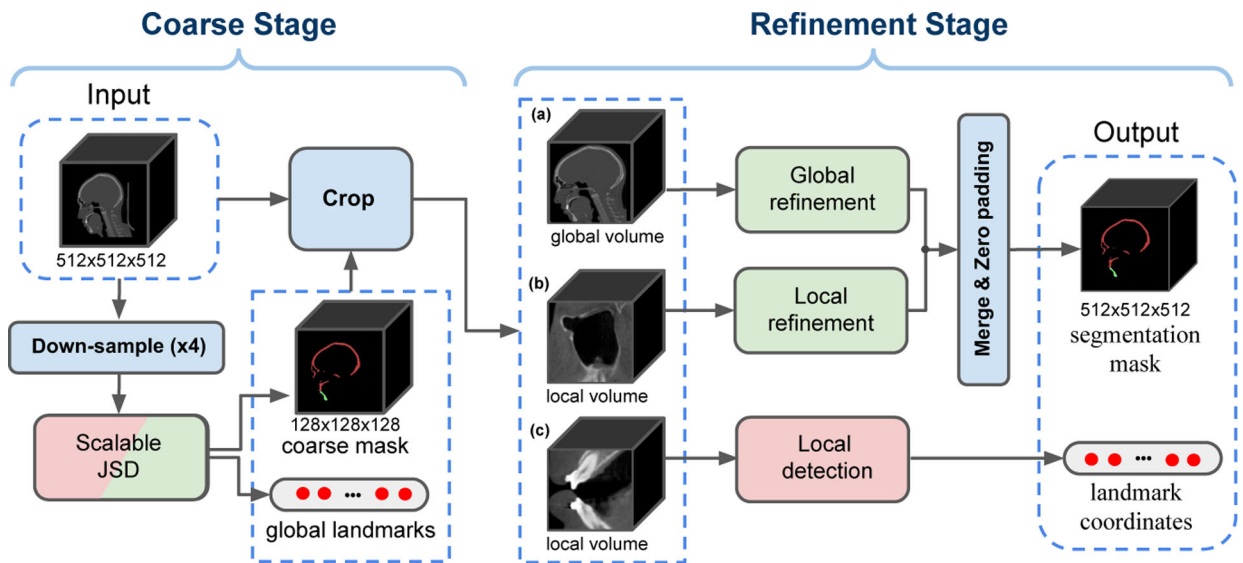 Coarse Stage
Refinement Stage
Input
512x512x512
Down-sample (x4)
Scalable
JSD
Crop
128x128x128
coarse mask
global landmarks
(a)
global volume
(b)
local volume
(c)
local volume
Global
refinement
Local
refinement
Local
detection
Merge & Zero padding
Output
512x512x512
segmentation
mask
landmark
coordinates